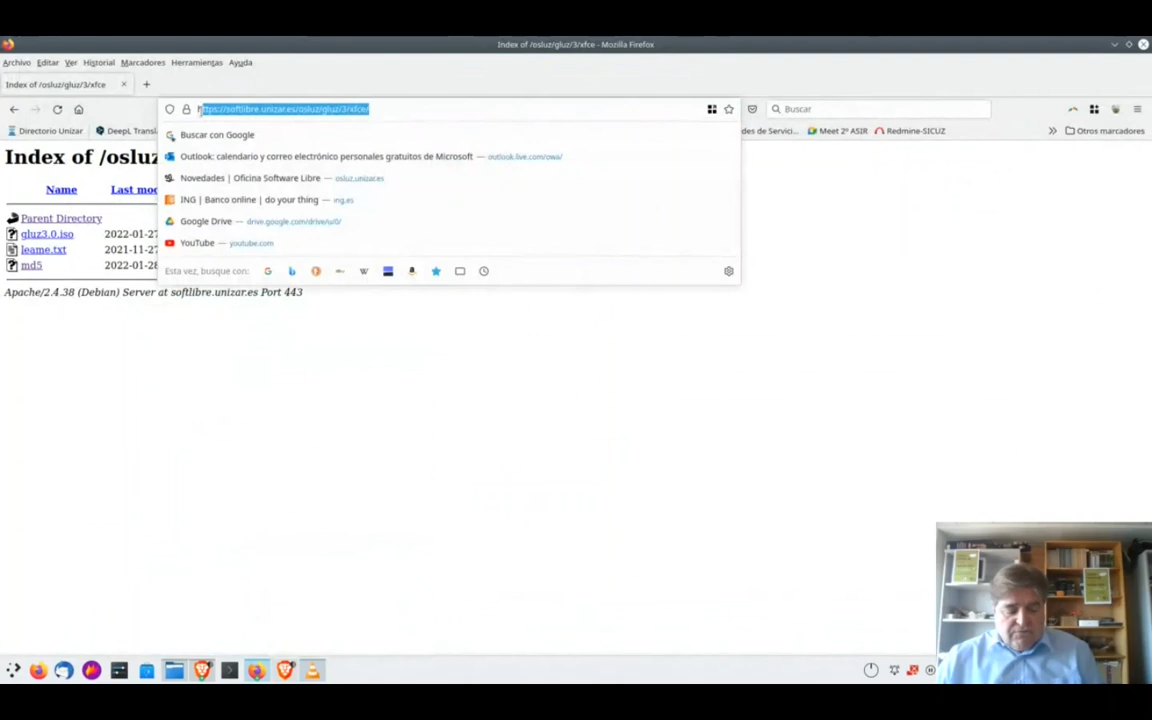 Index of /osluz/gluz/3/xfce - Mozilla Firefox
Archivo Editar Ver Historial Marcadores Herramientas Ayuda
Index of /osluz/gluz/3/xfce
https://softlibre.unizar.es/osluz/gluz/3/xfce/
Buscar
Directorio Unizar DeepL Transl
des de Servici... Meet 2º ASIR Redmine-SICUZ
Otros marcadores
Buscar con Google
Outlook: calendario y correo electrónico personales gratuitos de Microsoft — outlook.live.com/owa/
Novedades | Oficina Software Libre — osluz.unizar.es
ING | Banco online | do your thing — ing.es
Google Drive — drive.google.com/drive/u/0/
YouTube — youtube.com
Esta vez, busque con:
Index of /osluz
Name Last mod
Parent Directory
gluz3.0.iso 2022-01-27
leame.txt 2021-11-27
md5 2022-01-28
Apache/2.4.38 (Debian) Server at softlibre.unizar.es Port 443